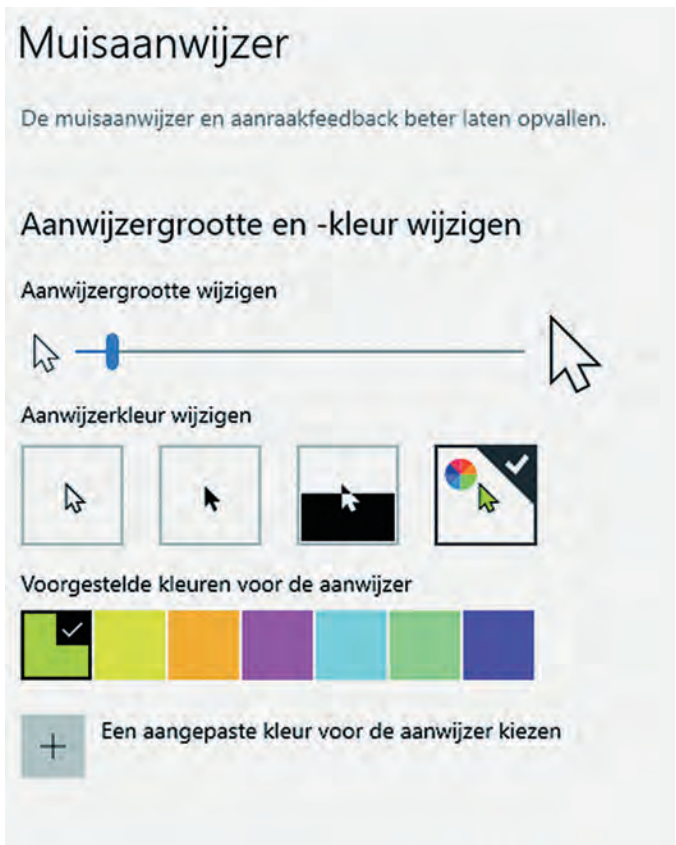 Muisaanwijzer
De muisaanwijzer en aanraakfeedback beter laten opvallen.
Aanwijzergrootte en -kleur wijzigen
Aanwijzergrootte wijzigen
Aanwijzerkleur wijzigen
Voorgestelde kleuren voor de aanwijzer
Een aangepaste kleur voor de aanwijzer kiezen